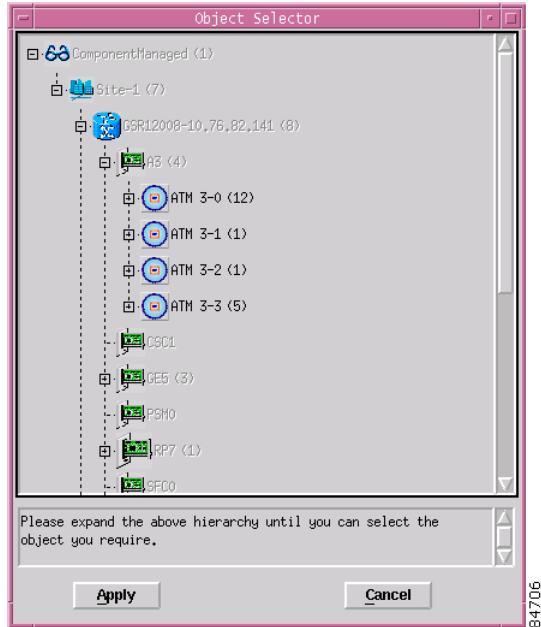 Object Selector
ComponentManaged (1)
Site-1 (7)
GSR12008-10.76.82.141 (8)
A3 (4)
ATM 3-0 (12)
ATM 3-1 (1)
ATM 3-2 (1)
ATM 3-3 (5)
CSC1
GE5 (3)
PSM0
RP7 (1)
SFC0
Please expand the above hierarchy until you can select the
object you require.
Apply
Cancel
84706